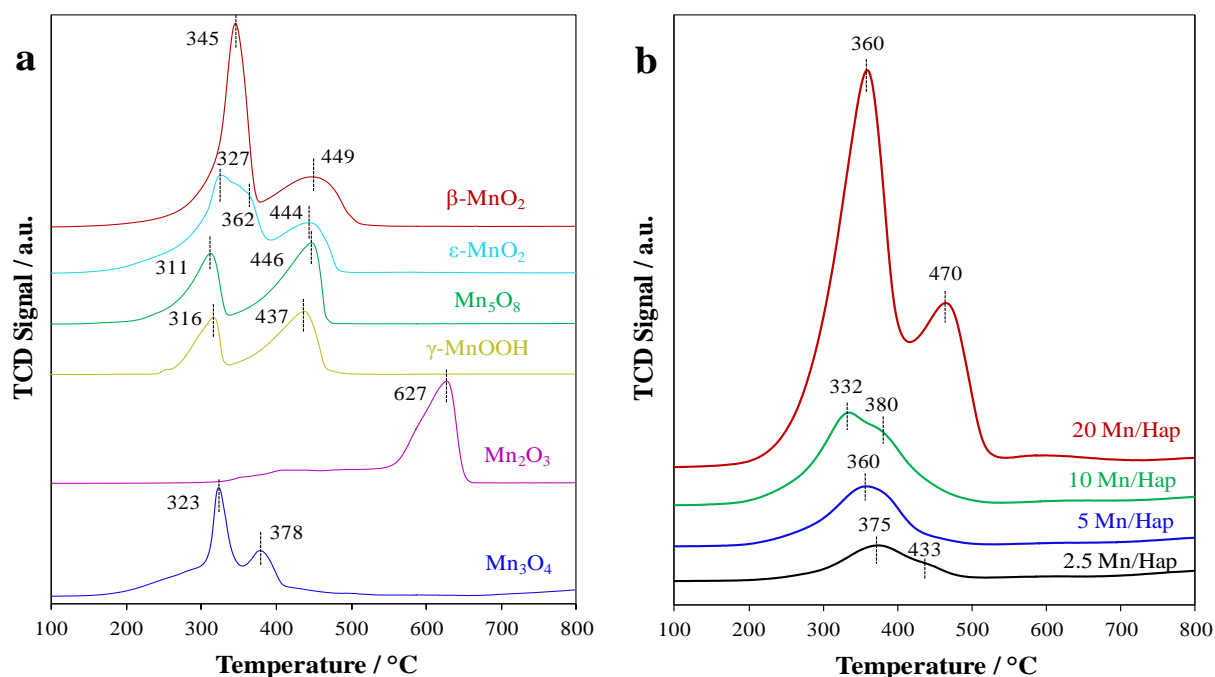 a
345
327
449
β-MnO2
362
444
ε-MnO2
311
446
Mn5O8
316
437
γ-MnOOH
627
Mn2O3
323
378
Mn3O4
TCD Signal / a.u.
100 200 300 400 500 600 700 800
Temperature / °C
b
360
470
332
380
20 Mn/Hap
10 Mn/Hap
360
5 Mn/Hap
375
433
2.5 Mn/Hap
TCD Signal / a.u.
100 200 300 400 500 600 700 800
Temperature / °C